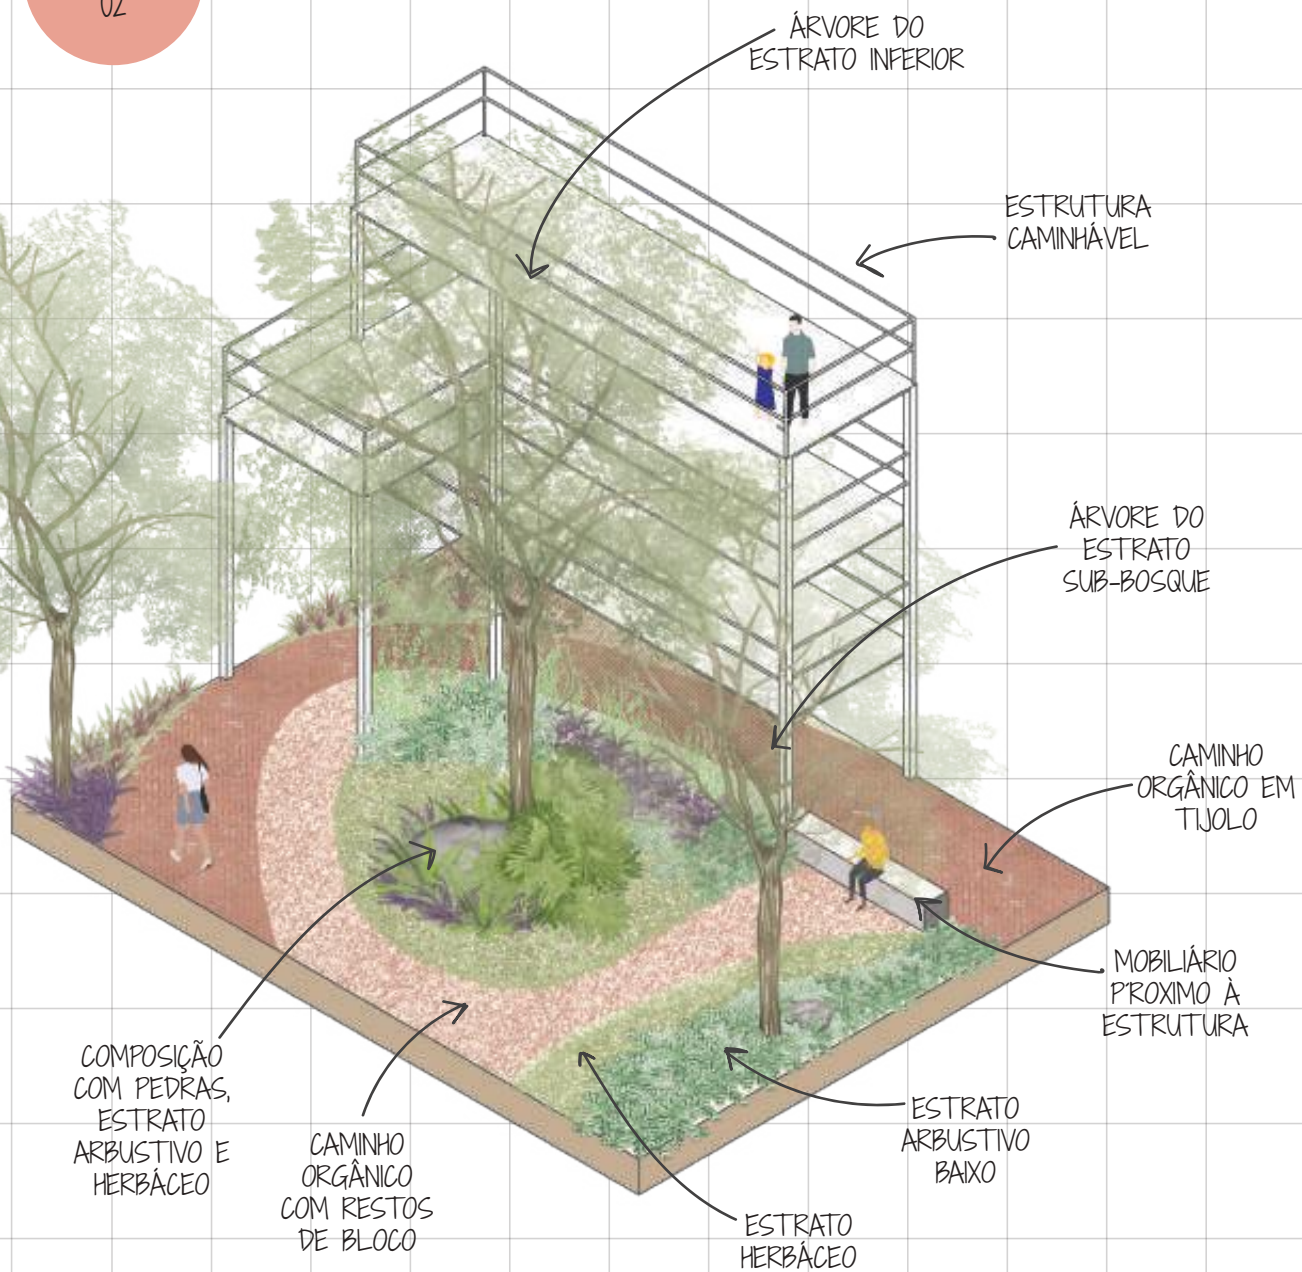 02
ÁRVORE DO
ESTRATO INFERIOR
ESTRUTURA
CAMINHÁVEL
ÁRVORE DO
ESTRATO
SUB-BOSQUE
CAMINHO
ORGÂNICO EM
TIJOLO
MOBILIÁRIO
PROXIMO À
ESTRUTURA
COMPOSIÇÃO
COM PEDRAS,
ESTRATO
ARBUSTIVO E
HERBÁCEO
CAMINHO
ORGÂNICO
COM RESTOS
DE BLOCO
ESTRATO
ARBUSTIVO
BAIXO
ESTRATO
HERBÁCEO